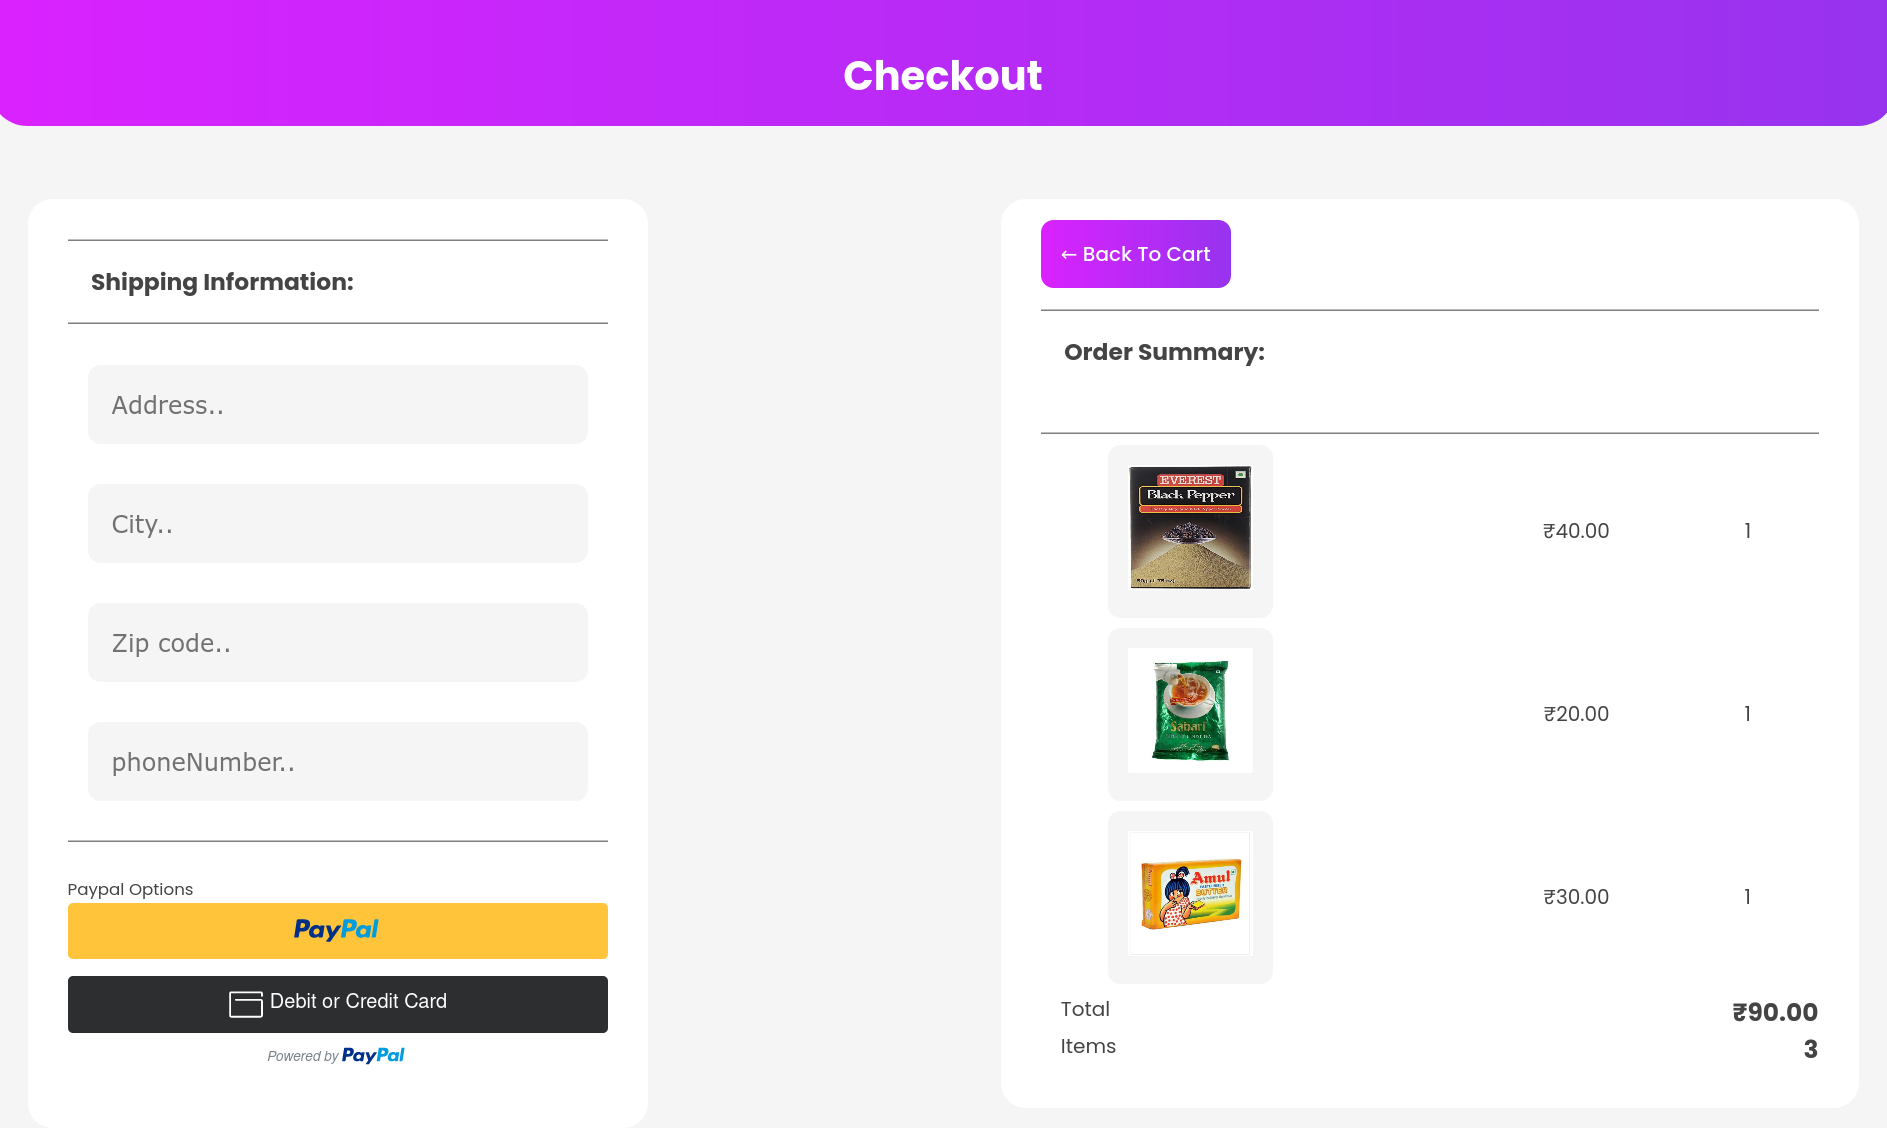 Checkout
Shipping Information:
Address..
City..
Zip code..
phoneNumber..
Paypal Options
PayPal
Debit or Credit Card
Powered by PayPal
← Back To Cart
Order Summary:
EVEREST
Black Pepper
₹40.00 1
Sabari
₹20.00 1
Amul
BUTTER
₹30.00 1
Total ₹90.00
Items 3